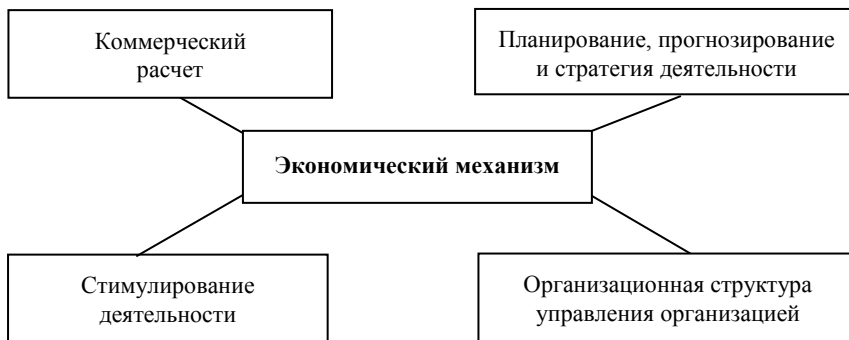 Коммерческий
расчет
Планирование, прогнозирование
и стратегия деятельности
Экономический механизм
Стимулирование
деятельности
Организационная структура
управления организацией